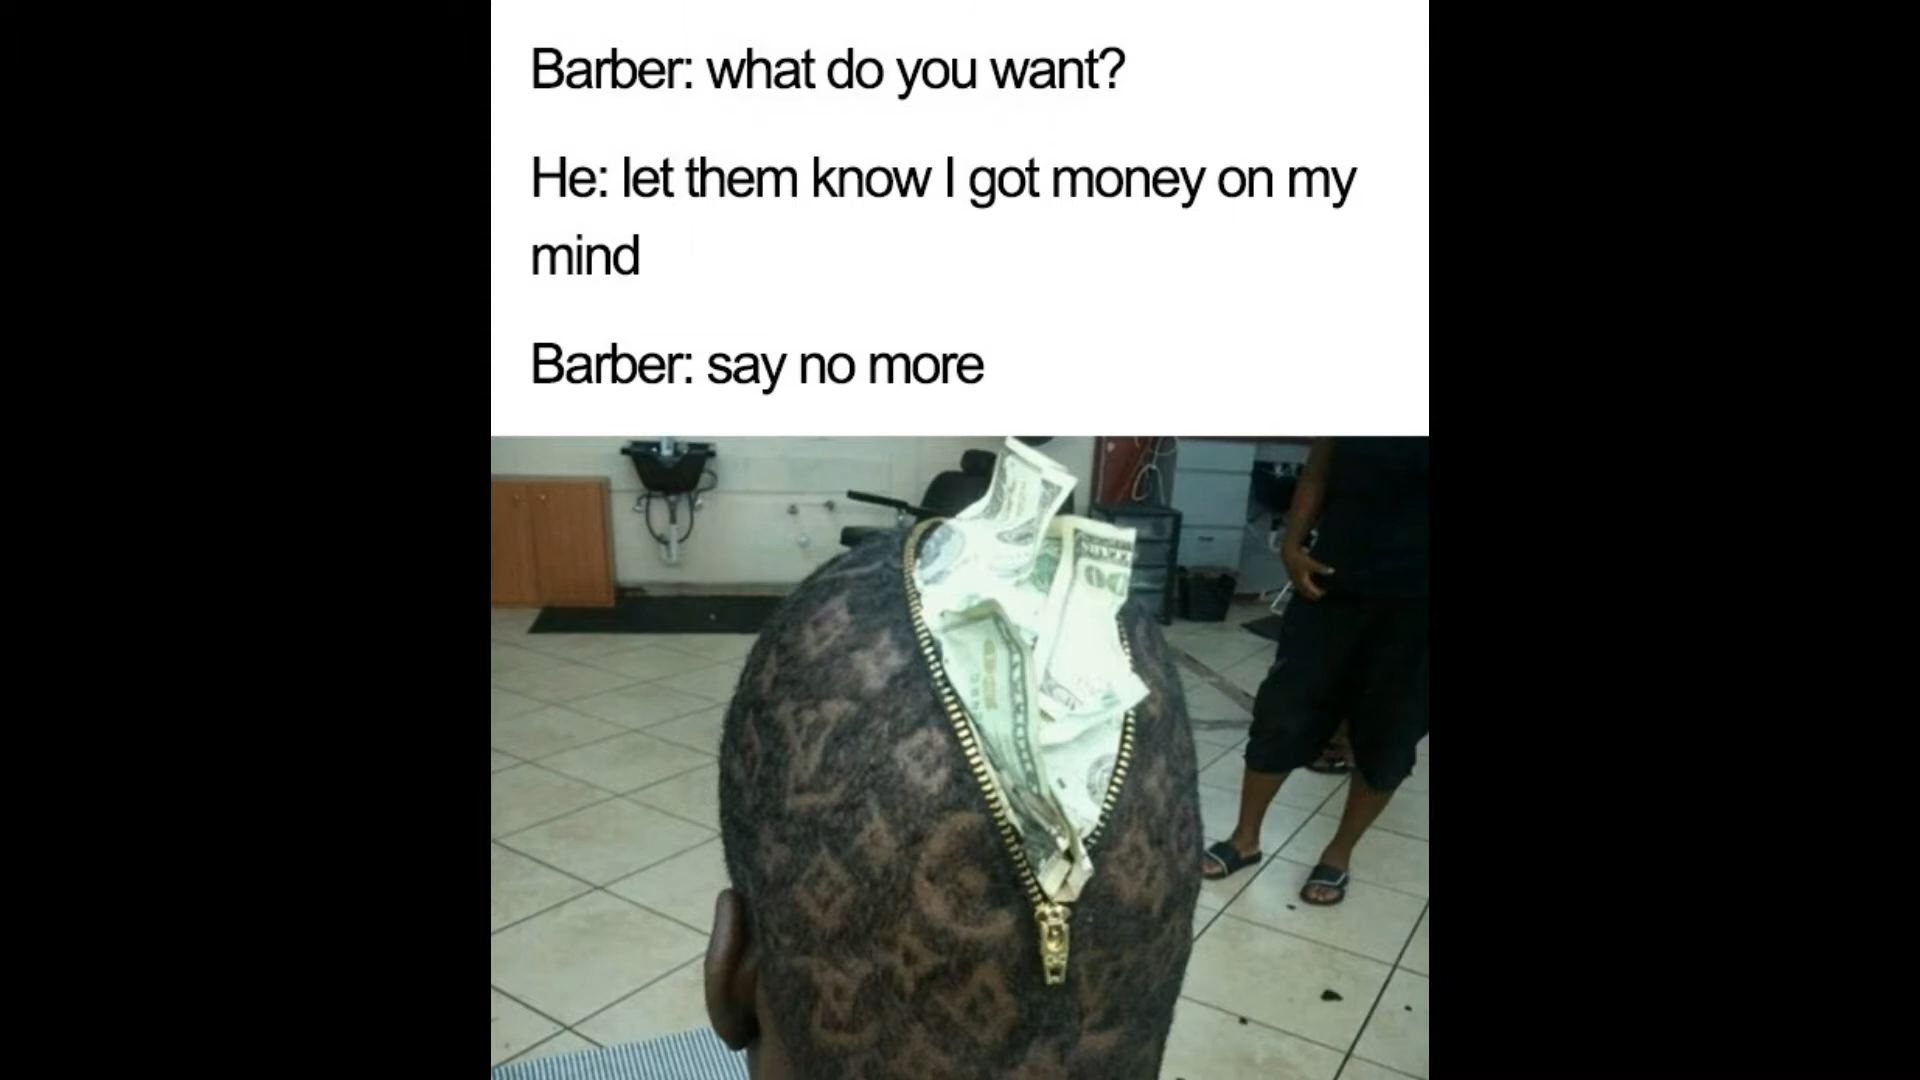 Barber: what do you want?
He: let them know I got money on my
mind
Barber: say no more